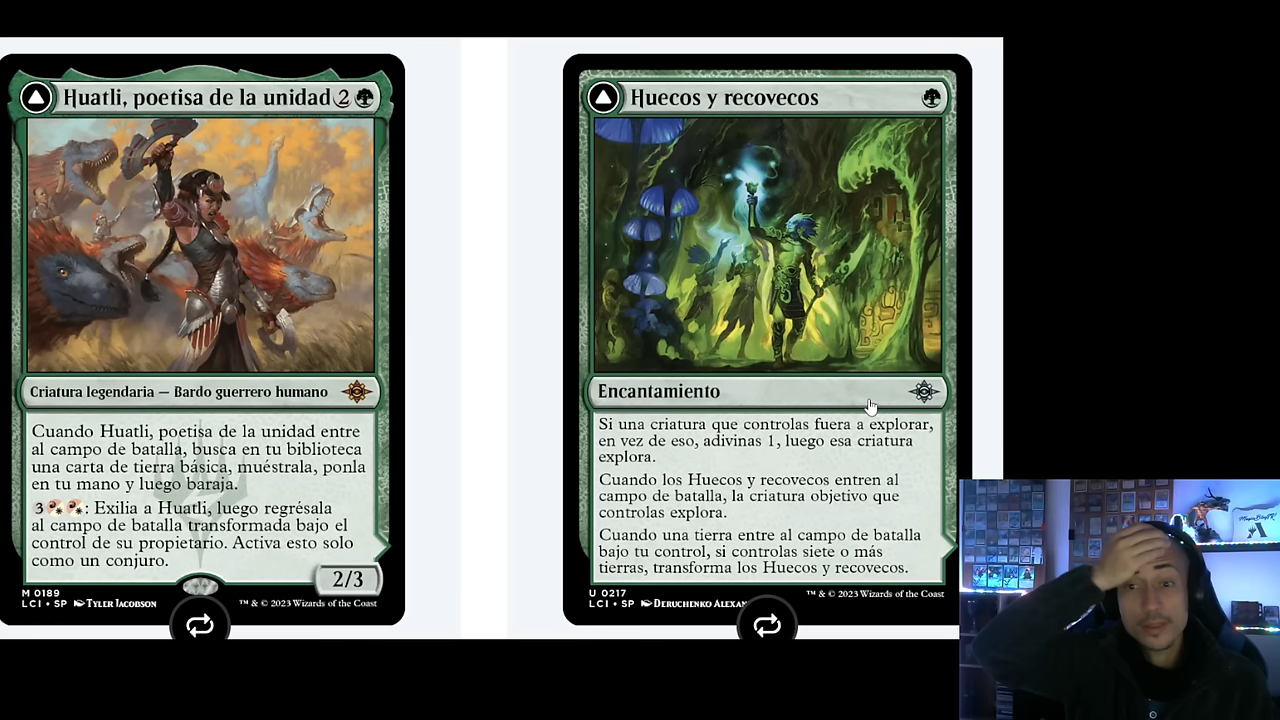 Huatli, poetisa de la unidad 2
Criatura legendaria — Bardo guerrero humano
Cuando Huatli, poetisa de la unidad entre
al campo de batalla, busca en tu biblioteca
una carta de tierra básica, muéstrala, ponla
en tu mano y luego baraja.
3 : Exilia a Huatli, luego regrésala
al campo de batalla transformada bajo el
control de su propietario. Activa esto solo
como un conjuro.
2/3
M 0189
LCI • SP TYLER JACOBSON
™ & © 2023 Wizards of the Coast
Huecos y recovecos
Encantamiento
Si una criatura que controlas fuera a explorar,
en vez de eso, adivinas 1, luego esa criatura
explora.
Cuando los Huecos y recovecos entren al
campo de batalla, la criatura objetivo que
controlas explora.
Cuando una tierra entre al campo de batalla
bajo tu control, si controlas siete o más
tierras, transforma los Huecos y recovecos.
U 0217
LCI • SP DERUCHENKO ALEXAN
™ & © 2023 Wizards of the Coast